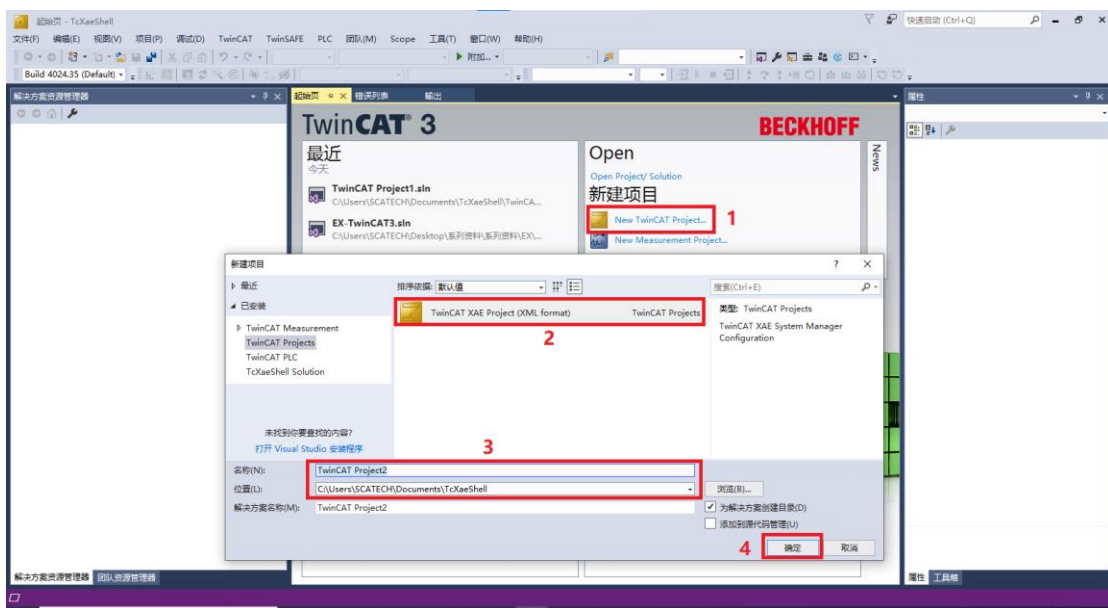 起始页 - TcXaeShell
快速启动 (Ctrl+Q)
文件(F) 编辑(E) 视图(V) 项目(P) 调试(D) TwinCAT TwinSAFE PLC 团队(M) Scope 工具(T) 窗口(W) 帮助(H)
附加...
Build 4024.35 (Default)
解决方案资源管理器
起始页 错误列表 输出
属性
TwinCAT 3
BECKHOFF
最近
今天
TwinCAT Project1.sln
C:\Users\SCATECH\Documents\TcXaeShell\TwinCA...
EX-TwinCAT3.sln
C:\Users\SCATECH\Desktop\系列资料\系列资料\EX\...
Open
Open Project/ Solution
新建项目
New TwinCAT Project...
1
New Measurement Project...
News
新建项目
? ×
最近
排序依据: 默认值
搜索(Ctrl+E)
已安装
TwinCAT XAE Project (XML format) TwinCAT Projects
2
类型: TwinCAT Projects
TwinCAT XAE System Manager
Configuration
TwinCAT Measurement
TwinCAT Projects
TwinCAT PLC
TcXaeShell Solution
未找到你要查找的内容?
打开 Visual Studio 安装程序
3
名称(N): TwinCAT Project2
位置(L): C:\Users\SCATECH\Documents\TcXaeShell
浏览(B)...
解决方案名称(M): TwinCAT Project2
为解决方案创建目录(D)
添加到源代码管理(U)
4
确定
取消
解决方案资源管理器 团队资源管理器
属性 工具箱